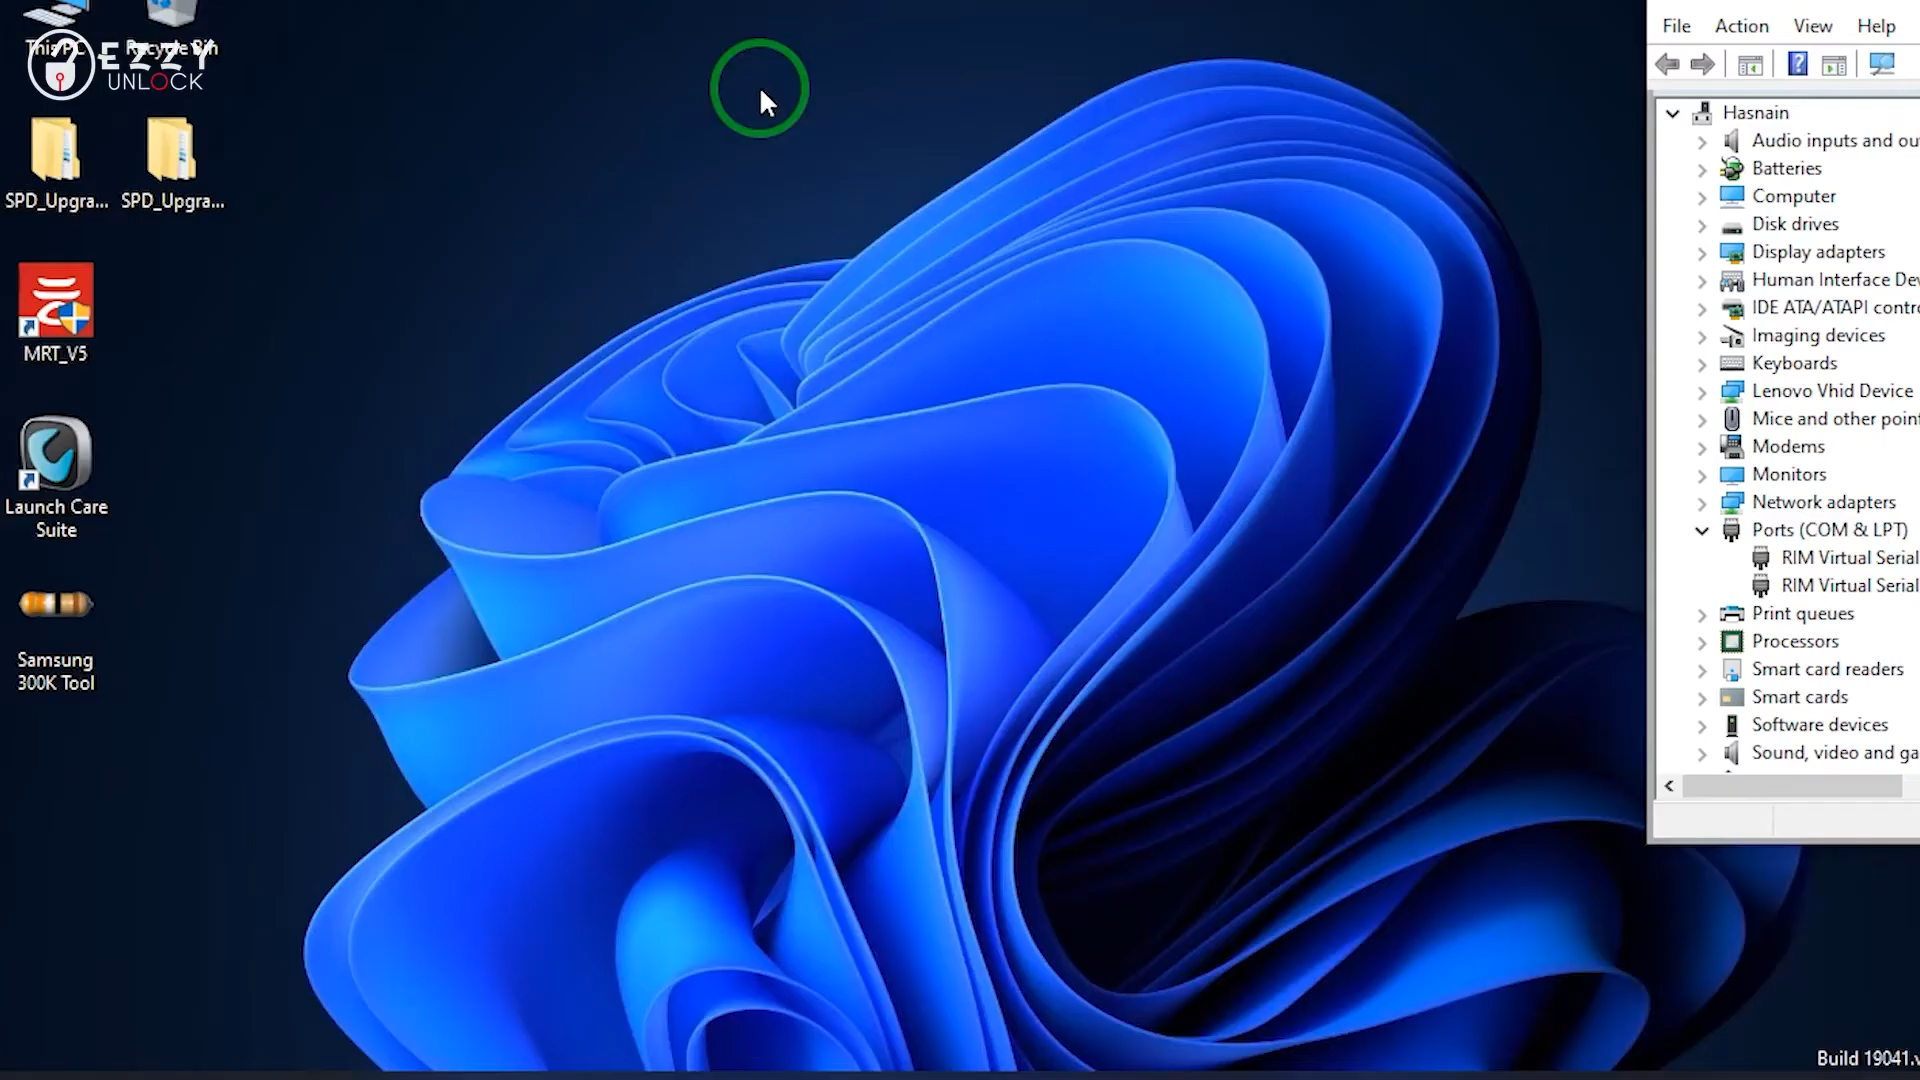 This PC
Recycle Bin
EZZY
UNLOCK
SPD_Upgra...
SPD_Upgra...
MRT_V5
Launch Care
Suite
Samsung
300K Tool
File Action View Help
Hasnain
Audio inputs and ou
Batteries
Computer
Disk drives
Display adapters
Human Interface Dev
IDE ATA/ATAPI contro
Imaging devices
Keyboards
Lenovo Vhid Device
Mice and other point
Modems
Monitors
Network adapters
Ports (COM & LPT)
RIM Virtual Serial
RIM Virtual Serial
Print queues
Processors
Smart card readers
Smart cards
Software devices
Sound, video and ga
Build 19041.v